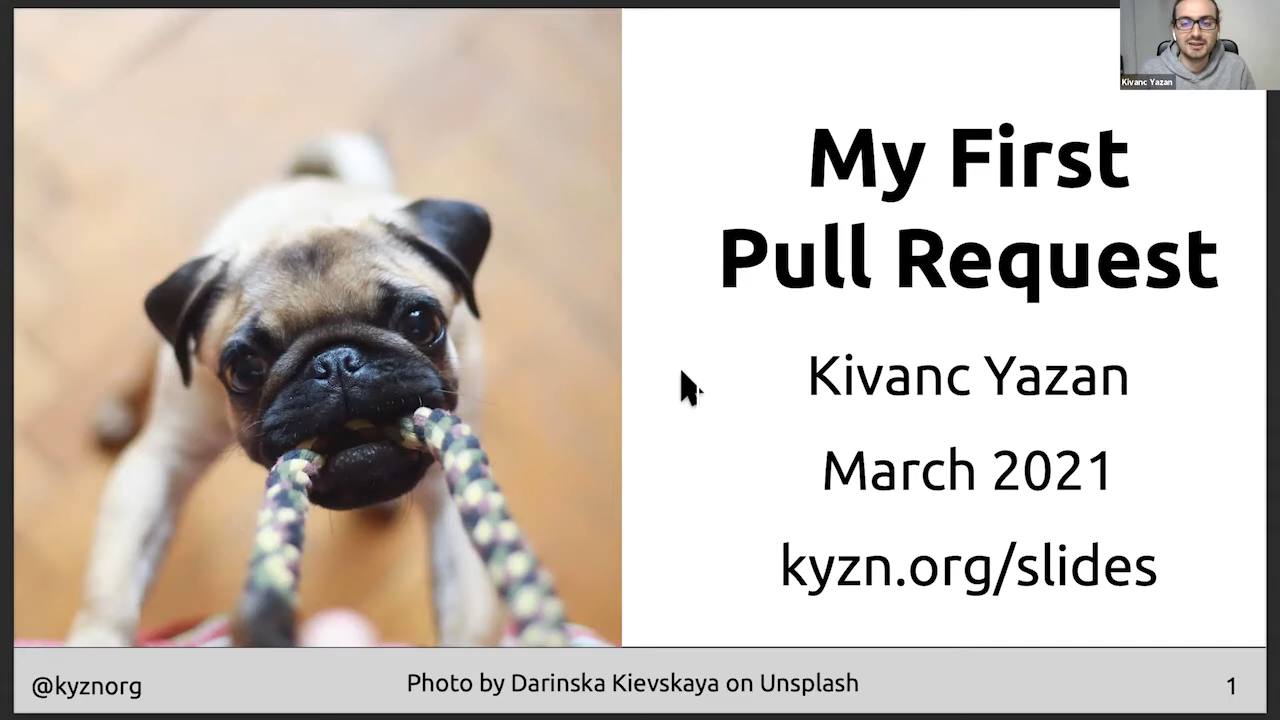 Kivanc Yazan
My First
Pull Request
Kivanc Yazan
March 2021
kyzn.org/slides
@kyznorg
Photo by Darinska Kievskaya on Unsplash
1